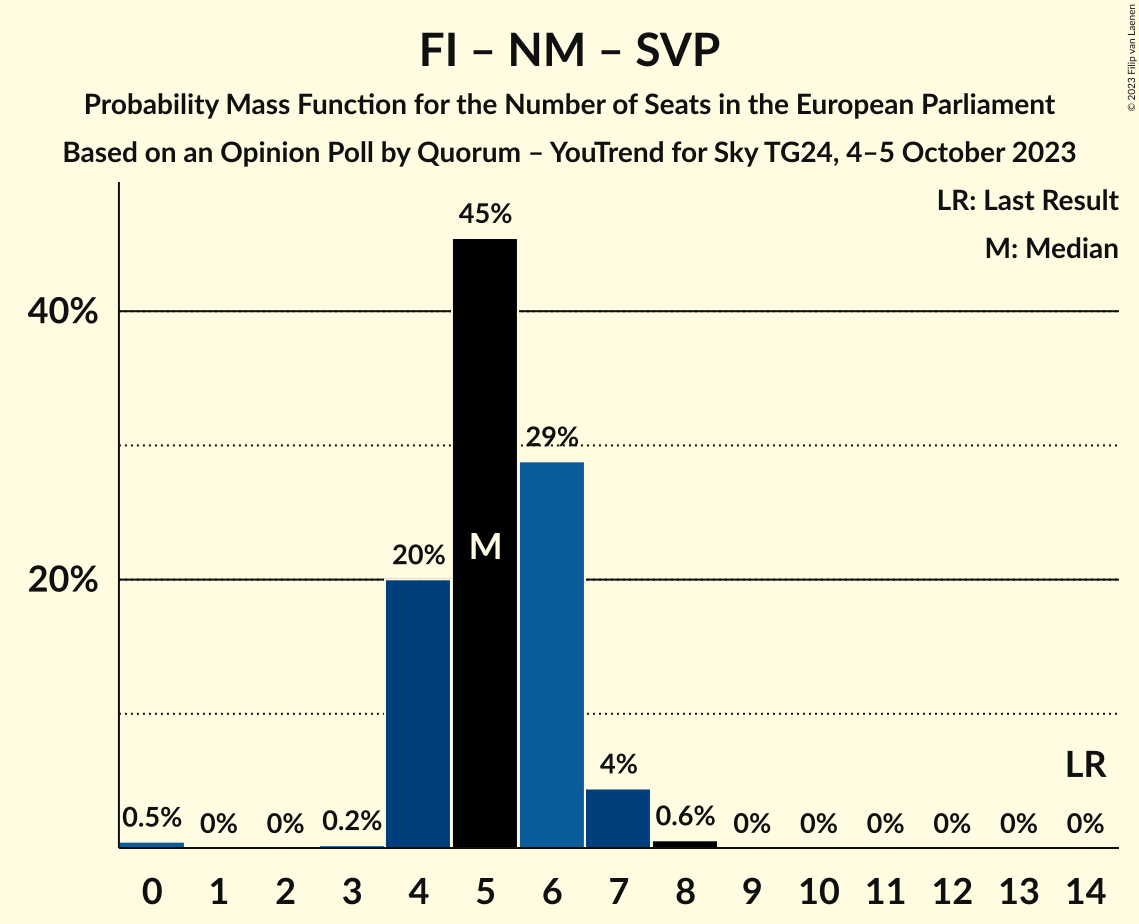 FI – NM – SVP
Probability Mass Function for the Number of Seats in the European Parliament
Based on an Opinion Poll by Quorum – YouTrend for Sky TG24, 4–5 October 2023
© 2023 Filip van Laenen
LR: Last Result
M: Median
45%
40%
29%
20%
20%
M
4%
LR
0.5% 0% 0% 0.2% 0.6% 0% 0% 0% 0% 0% 0%
0 1 2 3 4 5 6 7 8 9 10 11 12 13 14